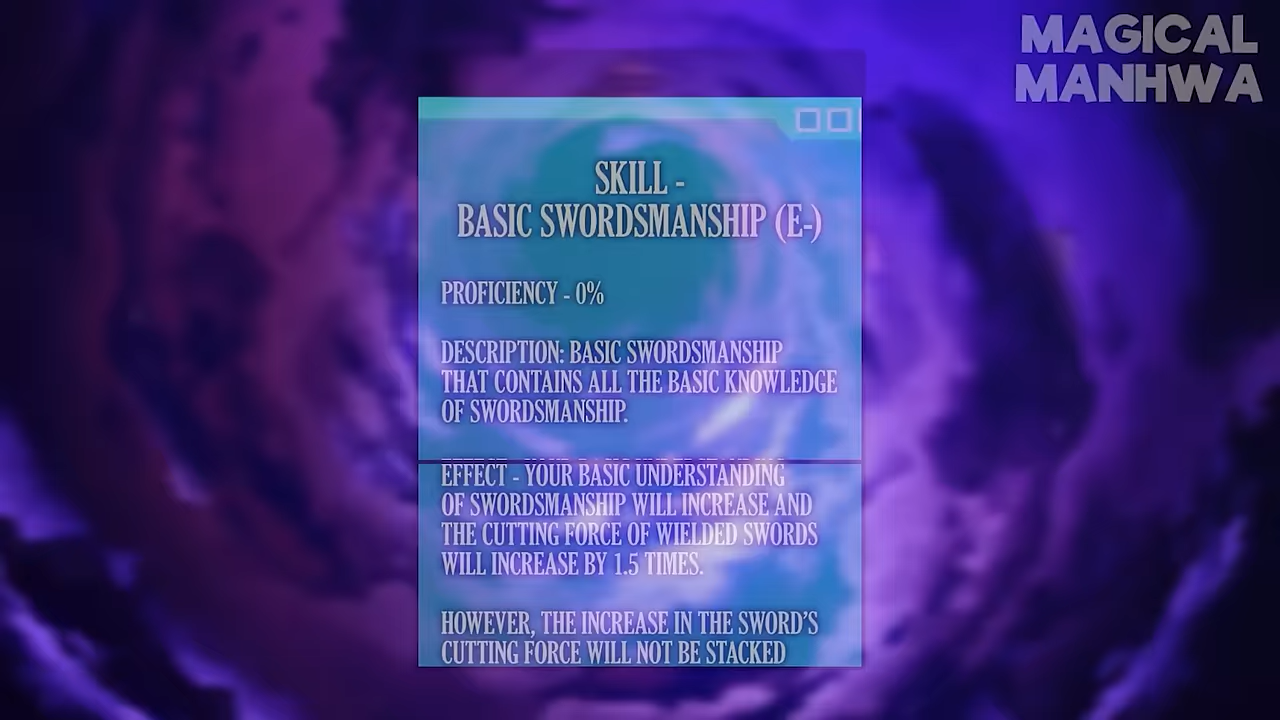 MAGICAL
MANHWA
SKILL -
BASIC SWORDSMANSHIP (E-)
PROFICIENCY - 0%
DESCRIPTION: BASIC SWORDSMANSHIP
THAT CONTAINS ALL THE BASIC KNOWLEDGE
OF SWORDSMANSHIP.
EFFECT - YOUR BASIC UNDERSTANDING
OF SWORDSMANSHIP WILL INCREASE AND
THE CUTTING FORCE OF WIELDED SWORDS
WILL INCREASE BY 1.5 TIMES.
HOWEVER, THE INCREASE IN THE SWORD'S
CUTTING FORCE WILL NOT BE STACKED